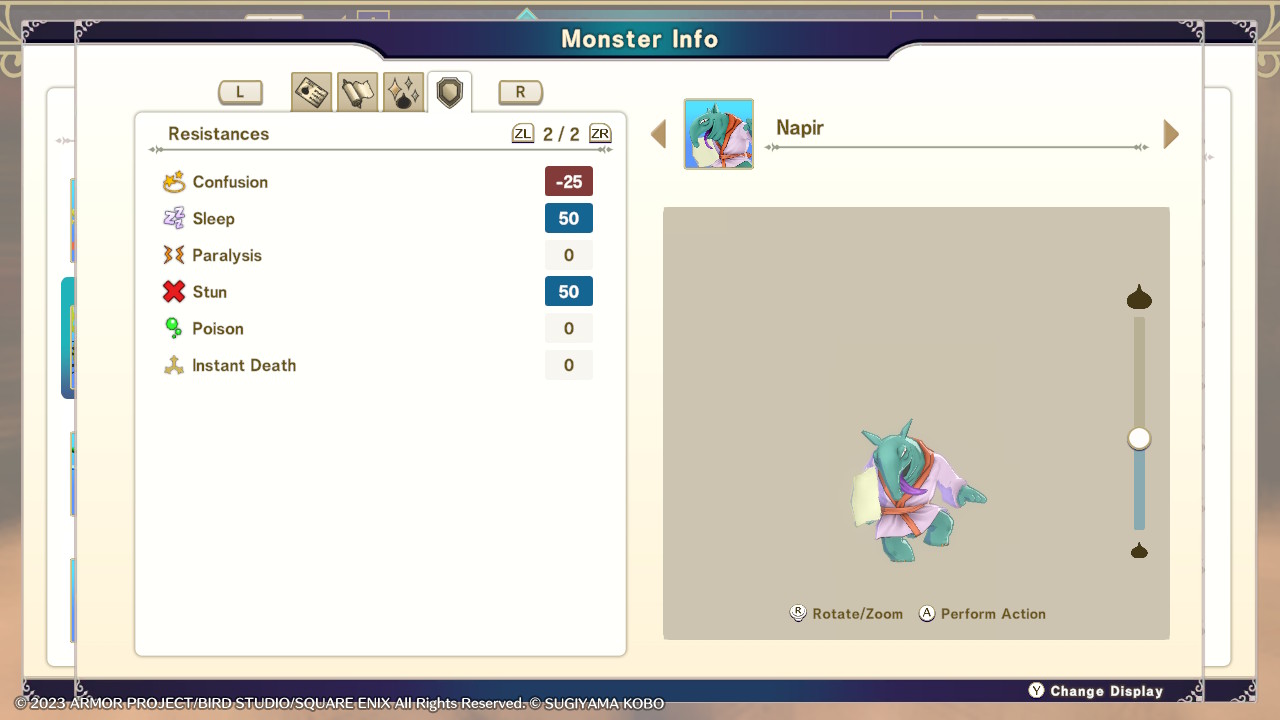 Monster Info
L
R
Resistances
ZL 2 / 2 ZR
Confusion -25
Sleep 50
Paralysis 0
Stun 50
Poison 0
Instant Death 0
Napir
R Rotate/Zoom A Perform Action
Y Change Display
© 2023 ARMOR PROJECT/BIRD STUDIO/SQUARE ENIX All Rights Reserved. © SUGIYAMA KOBO